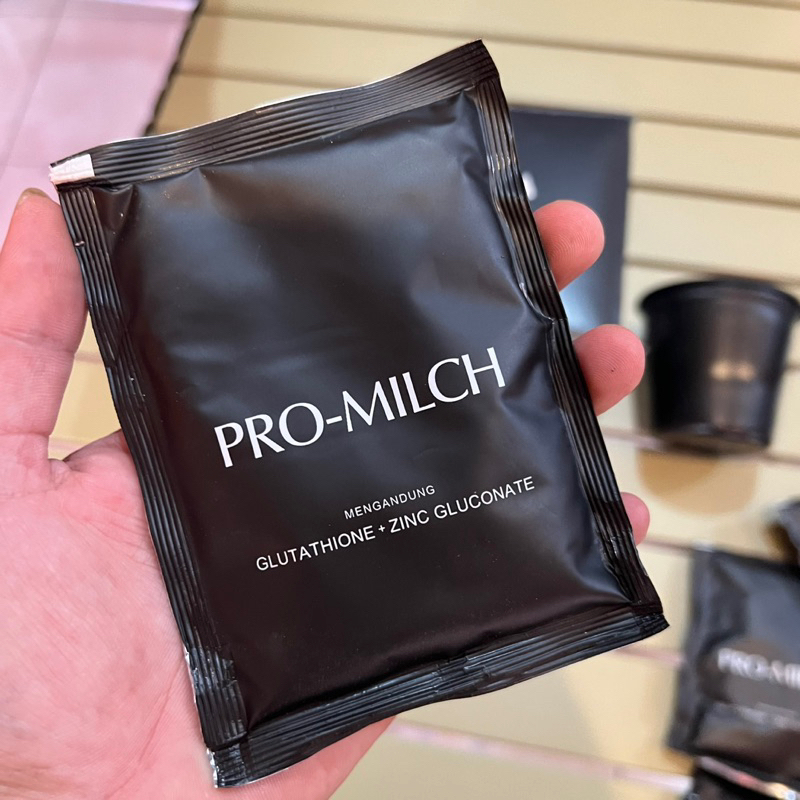 PRO-MILCH
MENGANDUNG
GLUTATHIONE + ZINC GLUCONATE